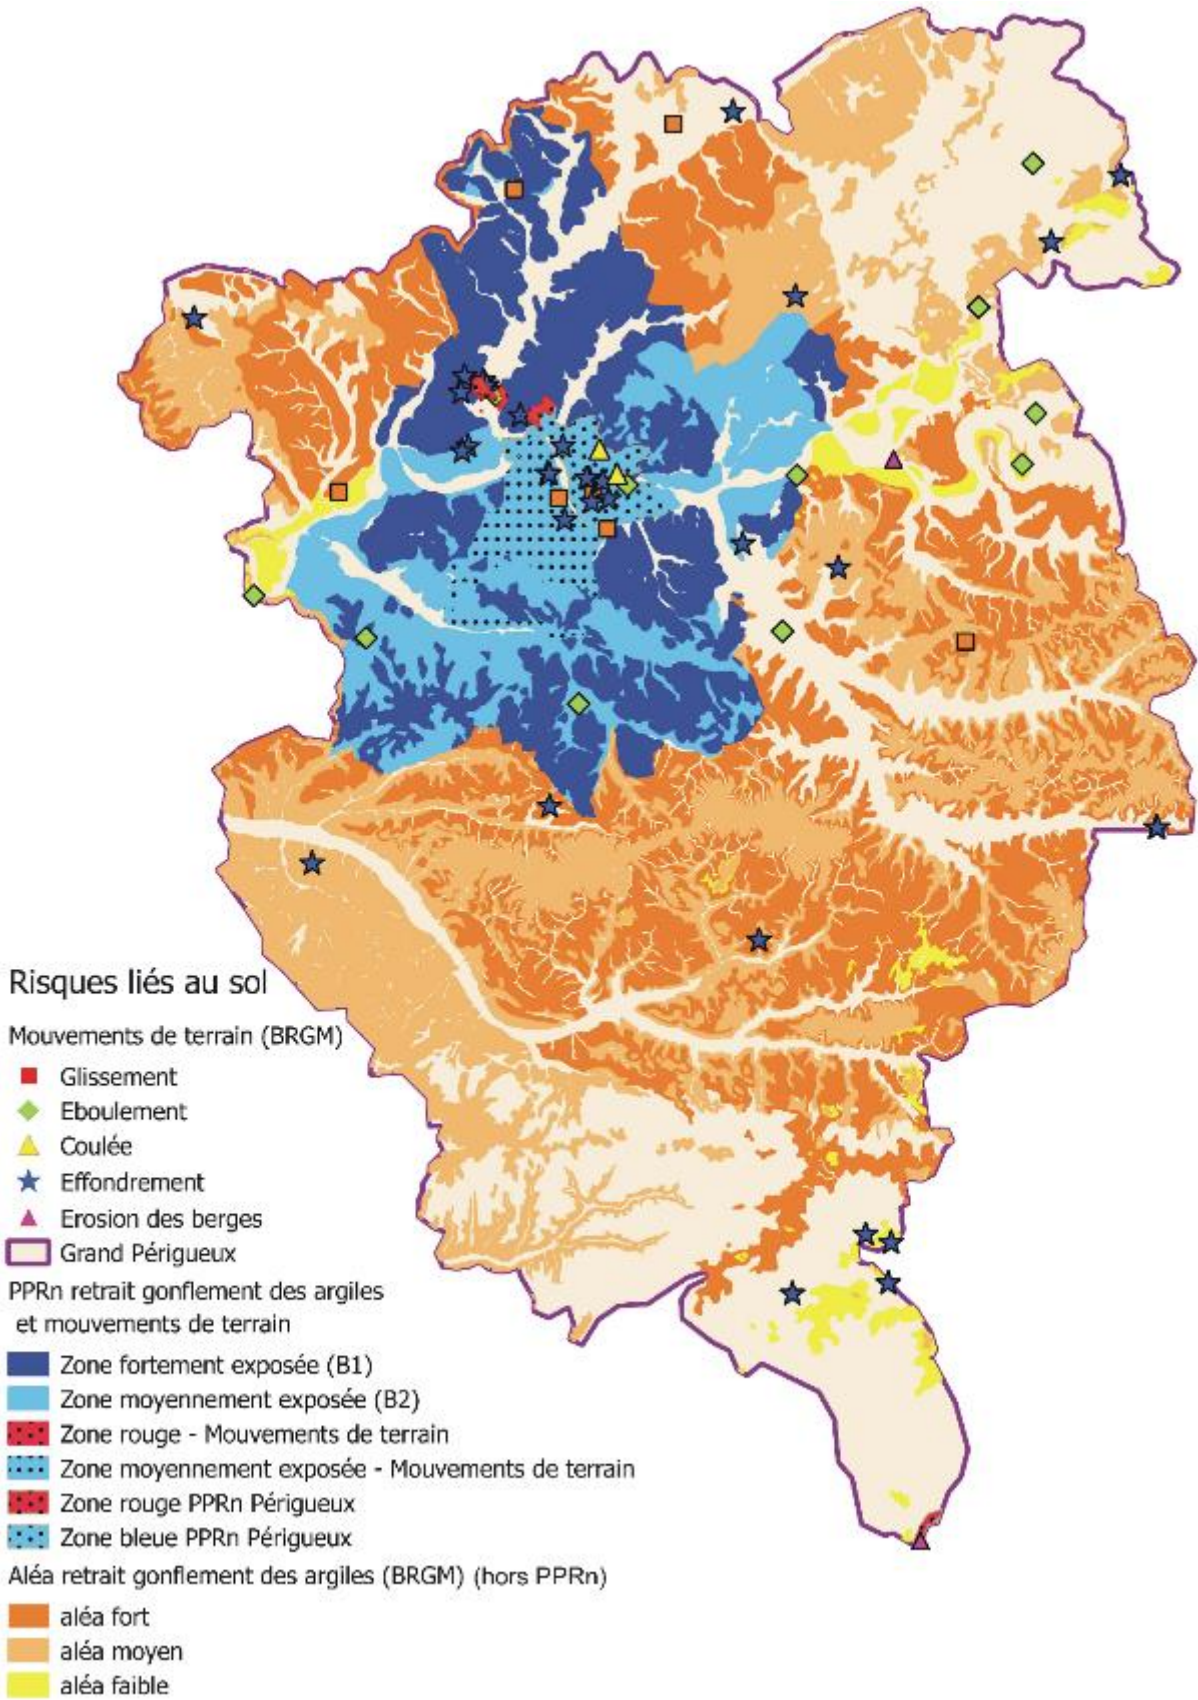 Risques liés au sol
Mouvements de terrain (BRGM)
Glissement
Eboulement
Coulée
Effondrement
Erosion des berges
Grand Périgueux
PPRn retrait gonflement des argiles
et mouvements de terrain
Zone fortement exposée (B1)
Zone moyennement exposée (B2)
Zone rouge - Mouvements de terrain
Zone moyennement exposée - Mouvements de terrain
Zone rouge PPRn Périgueux
Zone bleue PPRn Périgueux
Aléa retrait gonflement des argiles (BRGM) (hors PPRn)
aléa fort
aléa moyen
aléa faible